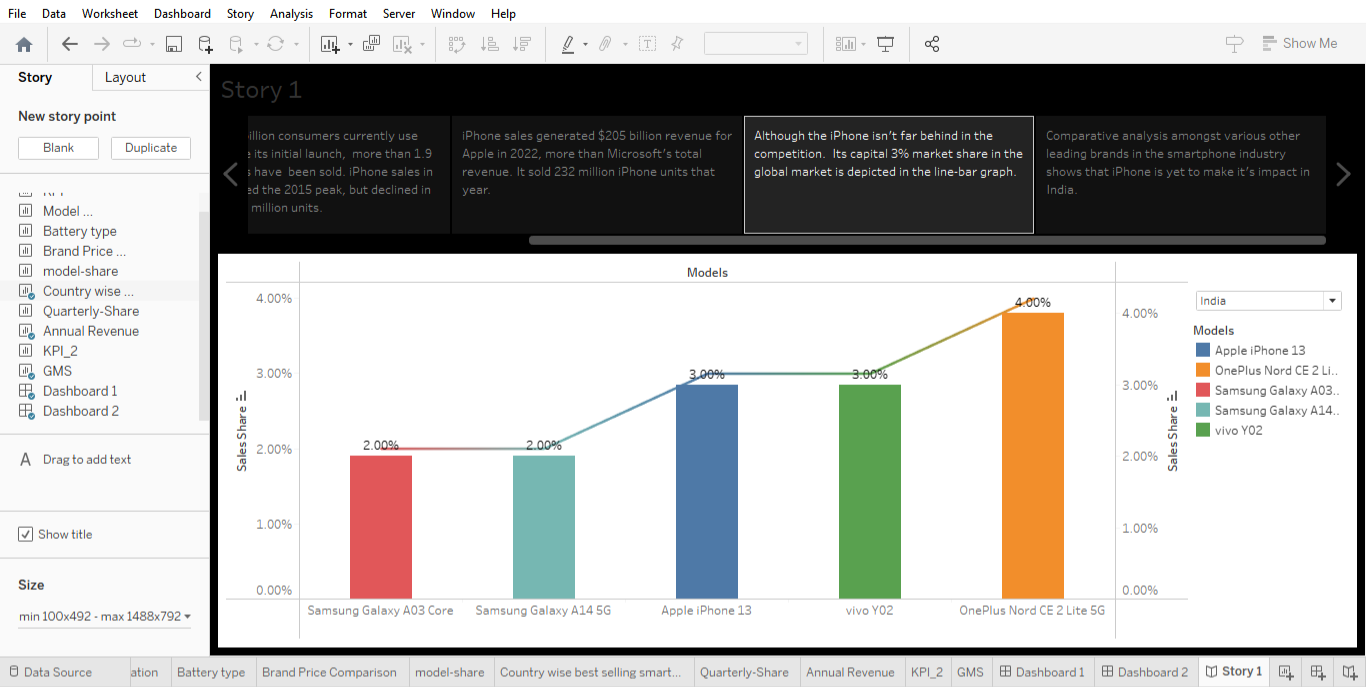 File Data Worksheet Dashboard Story Analysis Format Server Window Help
Show Me
Story Layout
New story point
Blank Duplicate
Model ...
Battery type
Brand Price ...
model-share
Country wise ...
Quarterly-Share
Annual Revenue
KPI_2
GMS
Dashboard 1
Dashboard 2
A Drag to add text
Show title
Size
min 100x492 - max 1488x792
Story 1
illion consumers currently use
its initial launch, more than 1.9
have been sold. iPhone sales in
ed the 2015 peak, but declined in
million units.
iPhone sales generated $205 billion revenue for
Apple in 2022, more than Microsoft's total
revenue. It sold 232 million iPhone units that
year.
Although the iPhone isn't far behind in the
competition. Its capital 3% market share in the
global market is depicted in the line-bar graph.
Comparative analysis amongst various other
leading brands in the smartphone industry
shows that iPhone is yet to make it's impact in
India.
Models
Sales Share
4.00%
3.00%
2.00%
1.00%
0.00%
2.00%
2.00%
3.00%
3.00%
4.00%
Samsung Galaxy A03 Core
Samsung Galaxy A14 5G
Apple iPhone 13
vivo Y02
OnePlus Nord CE 2 Lite 5G
4.00%
3.00%
2.00%
1.00%
0.00%
Sales Share
India
Models
Apple iPhone 13
OnePlus Nord CE 2 Li..
Samsung Galaxy A03..
Samsung Galaxy A14..
vivo Y02
Data Source ation Battery type Brand Price Comparison model-share Country wise best selling smart... Quarterly-Share Annual Revenue KPI_2 GMS Dashboard 1 Dashboard 2 Story 1